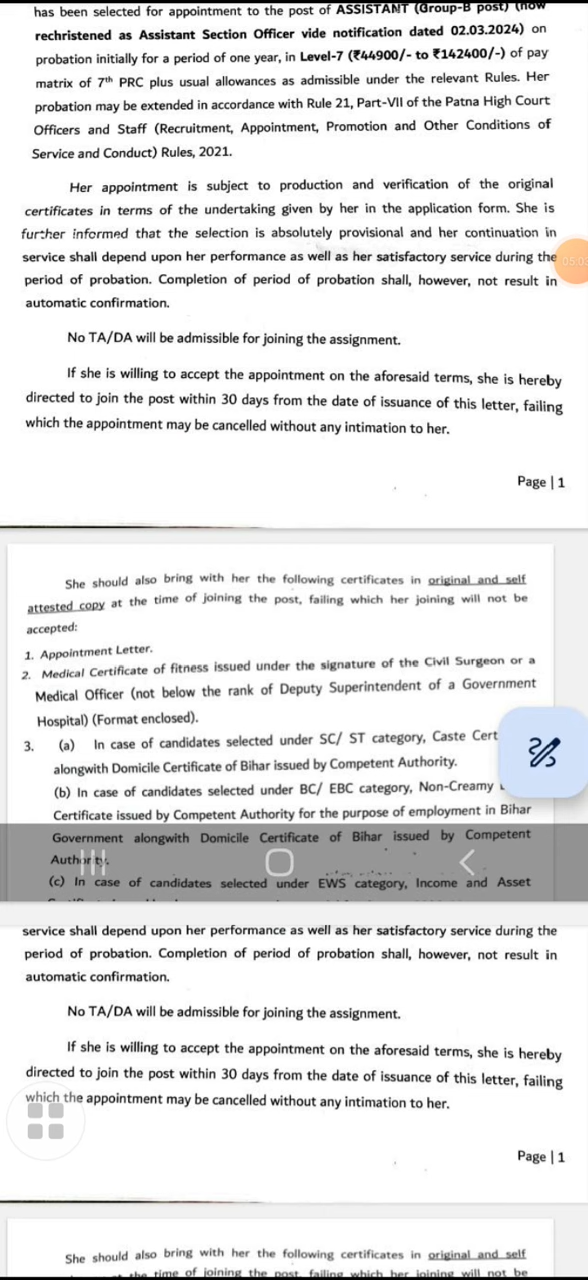 has been selected for appointment to the post of ASSISTANT (Group-B post) (now
rechristened as Assistant Section Officer vide notification dated 02.03.2024) on
probation initially for a period of one year, in Level-7 (₹44900/- to ₹142400/-) of pay
matrix of 7th PRC plus usual allowances as admissible under the relevant Rules. Her
probation may be extended in accordance with Rule 21, Part-VII of the Patna High Court
Officers and Staff (Recruitment, Appointment, Promotion and Other Conditions of
Service and Conduct) Rules, 2021.
Her appointment is subject to production and verification of the original
certificates in terms of the undertaking given by her in the application form. She is
further informed that the selection is absolutely provisional and her continuation in
service shall depend upon her performance as well as her satisfactory service during the
05:03
period of probation. Completion of period of probation shall, however, not result in
automatic confirmation.
No TA/DA will be admissible for joining the assignment.
If she is willing to accept the appointment on the aforesaid terms, she is hereby
directed to join the post within 30 days from the date of issuance of this letter, failing
which the appointment may be cancelled without any intimation to her.
Page | 1
She should also bring with her the following certificates in original and self
attested copy at the time of joining the post, failing which her joining will not be
accepted:
1. Appointment Letter.
2. Medical Certificate of fitness issued under the signature of the Civil Surgeon or a
Medical Officer (not below the rank of Deputy Superintendent of a Government
Hospital) (Format enclosed).
3. (a) In case of candidates selected under SC/ ST category, Caste Cert
alongwith Domicile Certificate of Bihar issued by Competent Authority.
(b) In case of candidates selected under BC/ EBC category, Non-Creamy
Certificate issued by Competent Authority for the purpose of employment in Bihar
Government alongwith Domicile Certificate of Bihar issued by Competent
Authority.
(c) In case of candidates selected under EWS category, Income and Asset
service shall depend upon her performance as well as her satisfactory service during the
period of probation. Completion of period of probation shall, however, not result in
automatic confirmation.
No TA/DA will be admissible for joining the assignment.
If she is willing to accept the appointment on the aforesaid terms, she is hereby
directed to join the post within 30 days from the date of issuance of this letter, failing
which the appointment may be cancelled without any intimation to her.
Page | 1
She should also bring with her the following certificates in original and self
the time of joining the post, failing which her joining will not be